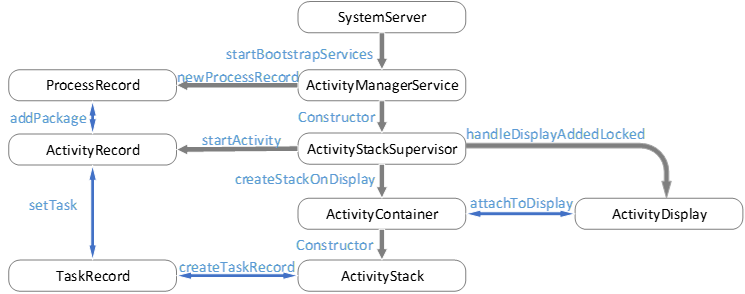 SystemServer
startBootstrapServices
ProcessRecord
newProcessRecord
ActivityManagerService
addPackage
Constructor
handleDisplayAddedLocked
ActivityRecord
startActivity
ActivityStackSupervisor
createStackOnDisplay
setTask
ActivityContainer
attachToDisplay
ActivityDisplay
Constructor
TaskRecord
createTaskRecord
ActivityStack